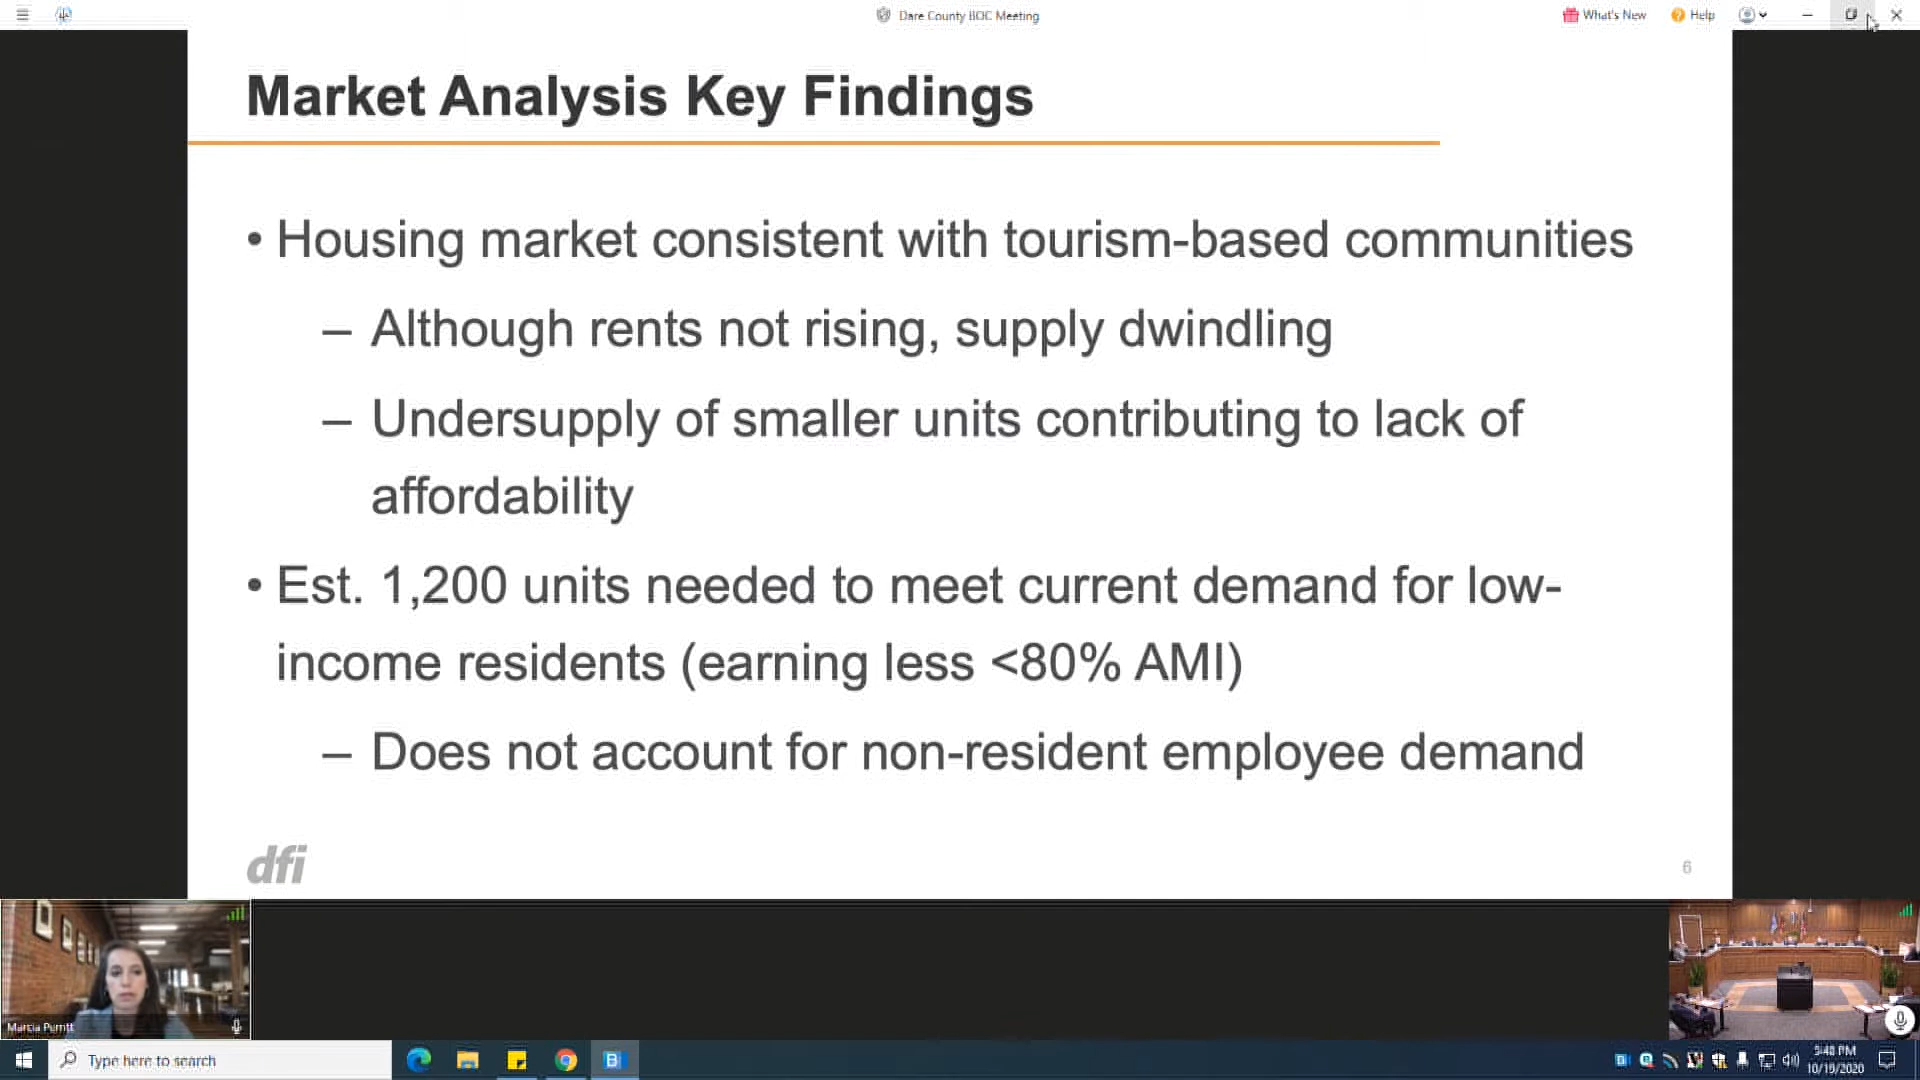 Dare County BOC Meeting
What's New
Help
Market Analysis Key Findings
• Housing market consistent with tourism-based communities
– Although rents not rising, supply dwindling
– Undersupply of smaller units contributing to lack of
affordability
• Est. 1,200 units needed to meet current demand for low-
income residents (earning less <80% AMI)
– Does not account for non-resident employee demand
dfi
6
Marcia Perritt
Type here to search
5:48 PM
10/19/2020